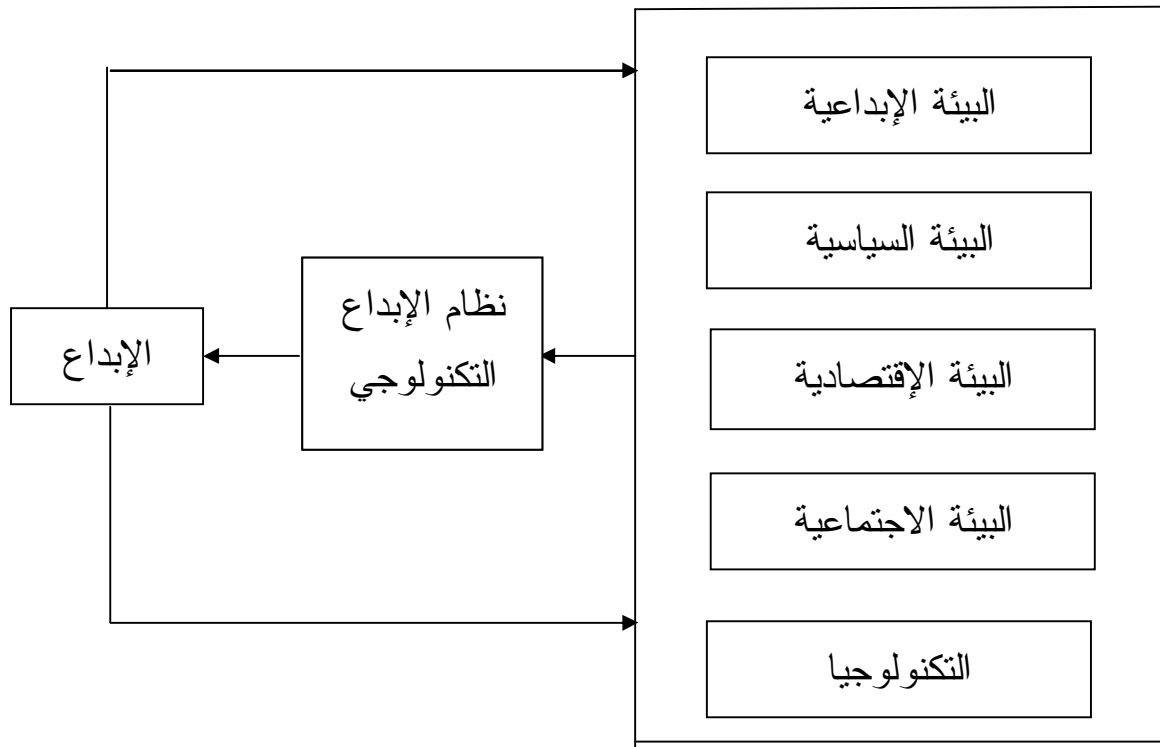 البيئة الإبداعية
البيئة السياسية
البيئة الإقتصادية
البيئة الاجتماعية
التكنولوجيا
نظام الإبداع
التكنولوجي
الإبداع